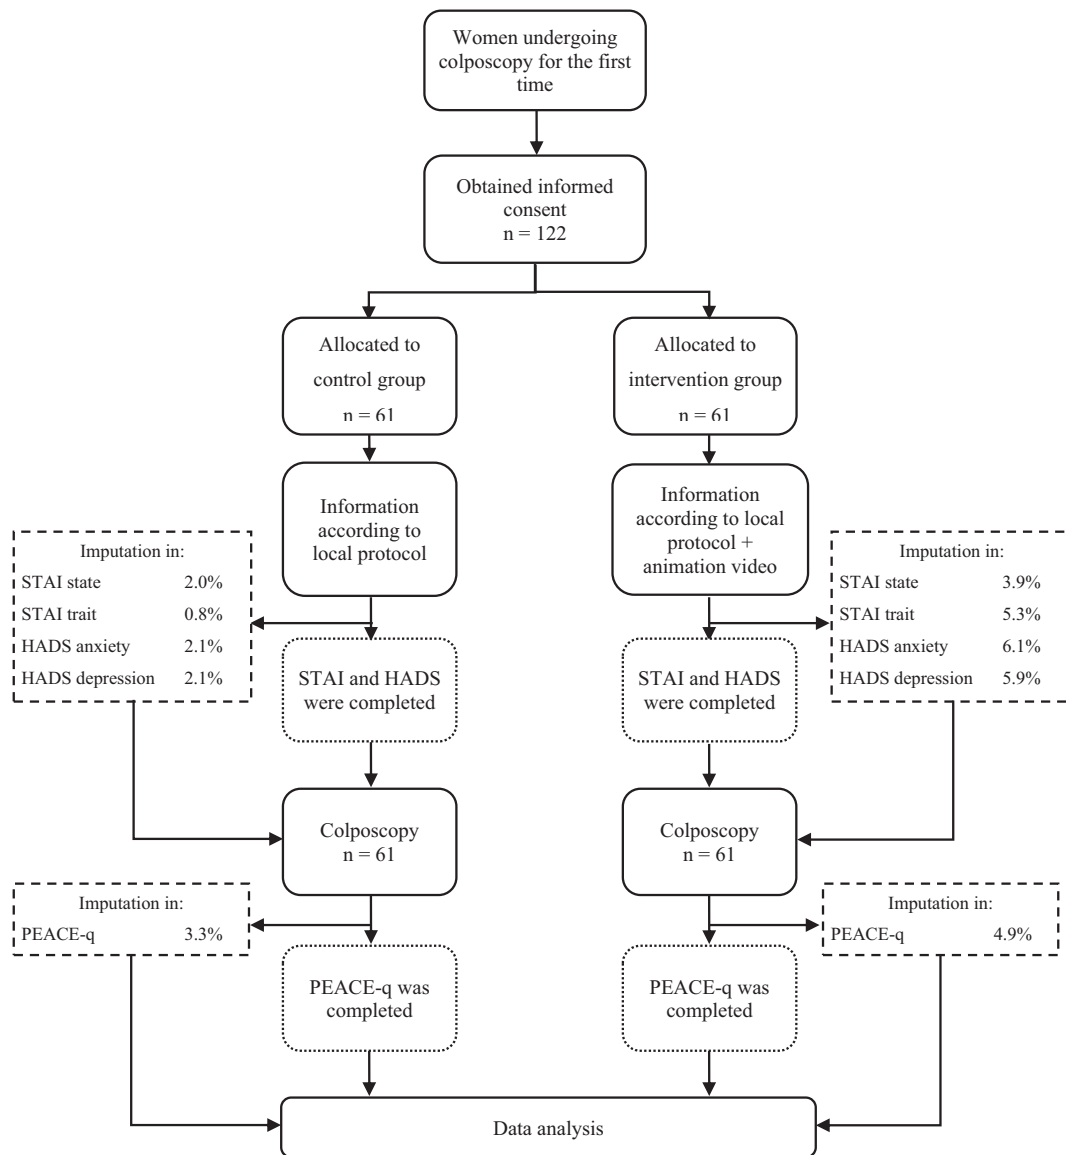 Women undergoing
colposcopy for the first
time
Obtained informed
consent
n = 122
Allocated to
control group
n = 61
Allocated to
intervention group
n = 61
Information
according to
local protocol
Information
according to local
protocol +
animation video
Imputation in:
STAI state 2.0%
STAI trait 0.8%
HADS anxiety 2.1%
HADS depression 2.1%
Imputation in:
STAI state 3.9%
STAI trait 5.3%
HADS anxiety 6.1%
HADS depression 5.9%
STAI and HADS
were completed
STAI and HADS
were completed
Colposcopy
n = 61
Colposcopy
n = 61
Imputation in:
PEACE-q 3.3%
Imputation in:
PEACE-q 4.9%
PEACE-q was
completed
PEACE-q was
completed
Data analysis